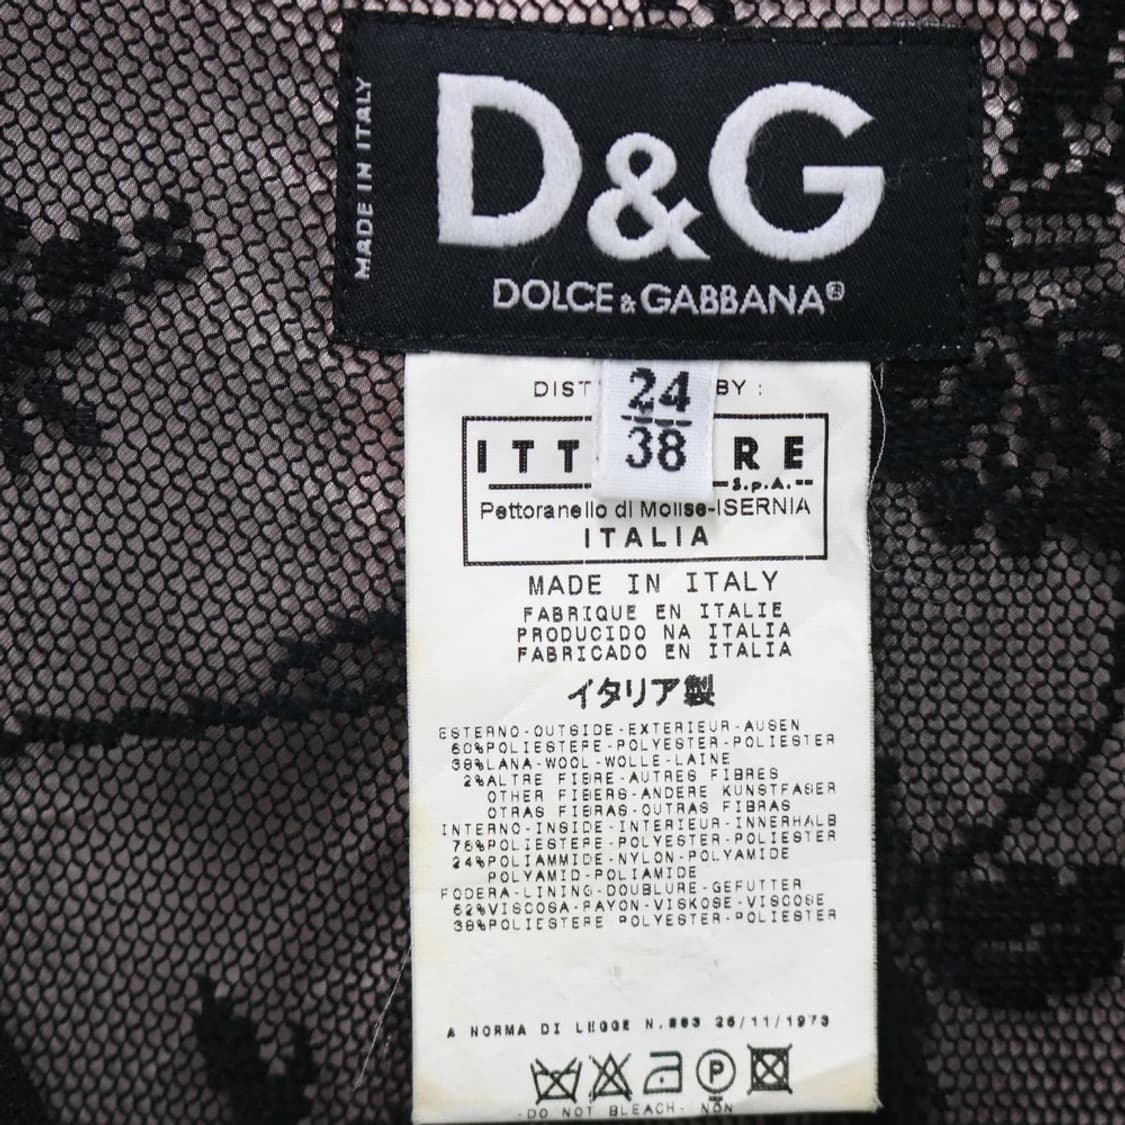 MADE IN ITALY
D&G
DOLCE & GABBANA®
24
38
BY :
S.p.A.
Pettoranello di Molise-ISERNIA
ITALIA
MADE IN ITALY
FABRIQUE EN ITALIE
PRODUCIDO NA ITALIA
FABRICADO EN ITALIA
イタリア製
ESTERNO-OUTSIDE-EXTERIEUR-AUSEN
60%POLIESTERE-POLYESTER-POLIESTER
38%LANA-WOOL-WOLLE-LAINE
2%ALTRE FIBRE-AUTRES FIBRES
OTHER FIBERS-ANDERE KUNSTFASER
OTRAS FIBRAS-OUTRAS FIBRAS
INTERNO-INSIDE-INTERIEUR-INNERHALB
76%POLIESTERE-POLYESTER-POLIESTER
24%POLIAMMIDE-NYLON-POLYAMIDE
POLYAMID-POLIAMIDE
FODERA-LINING-DOUBLURE-GEFUTTER
62%VISCOSA-RAYON-VISKOSE-VISCOSE
38%POLIESTERE POLYESTER-POLIESTER
A NORMA DI LEGGE N.883 26/11/1973
P
-DO NOT BLEACH- NON